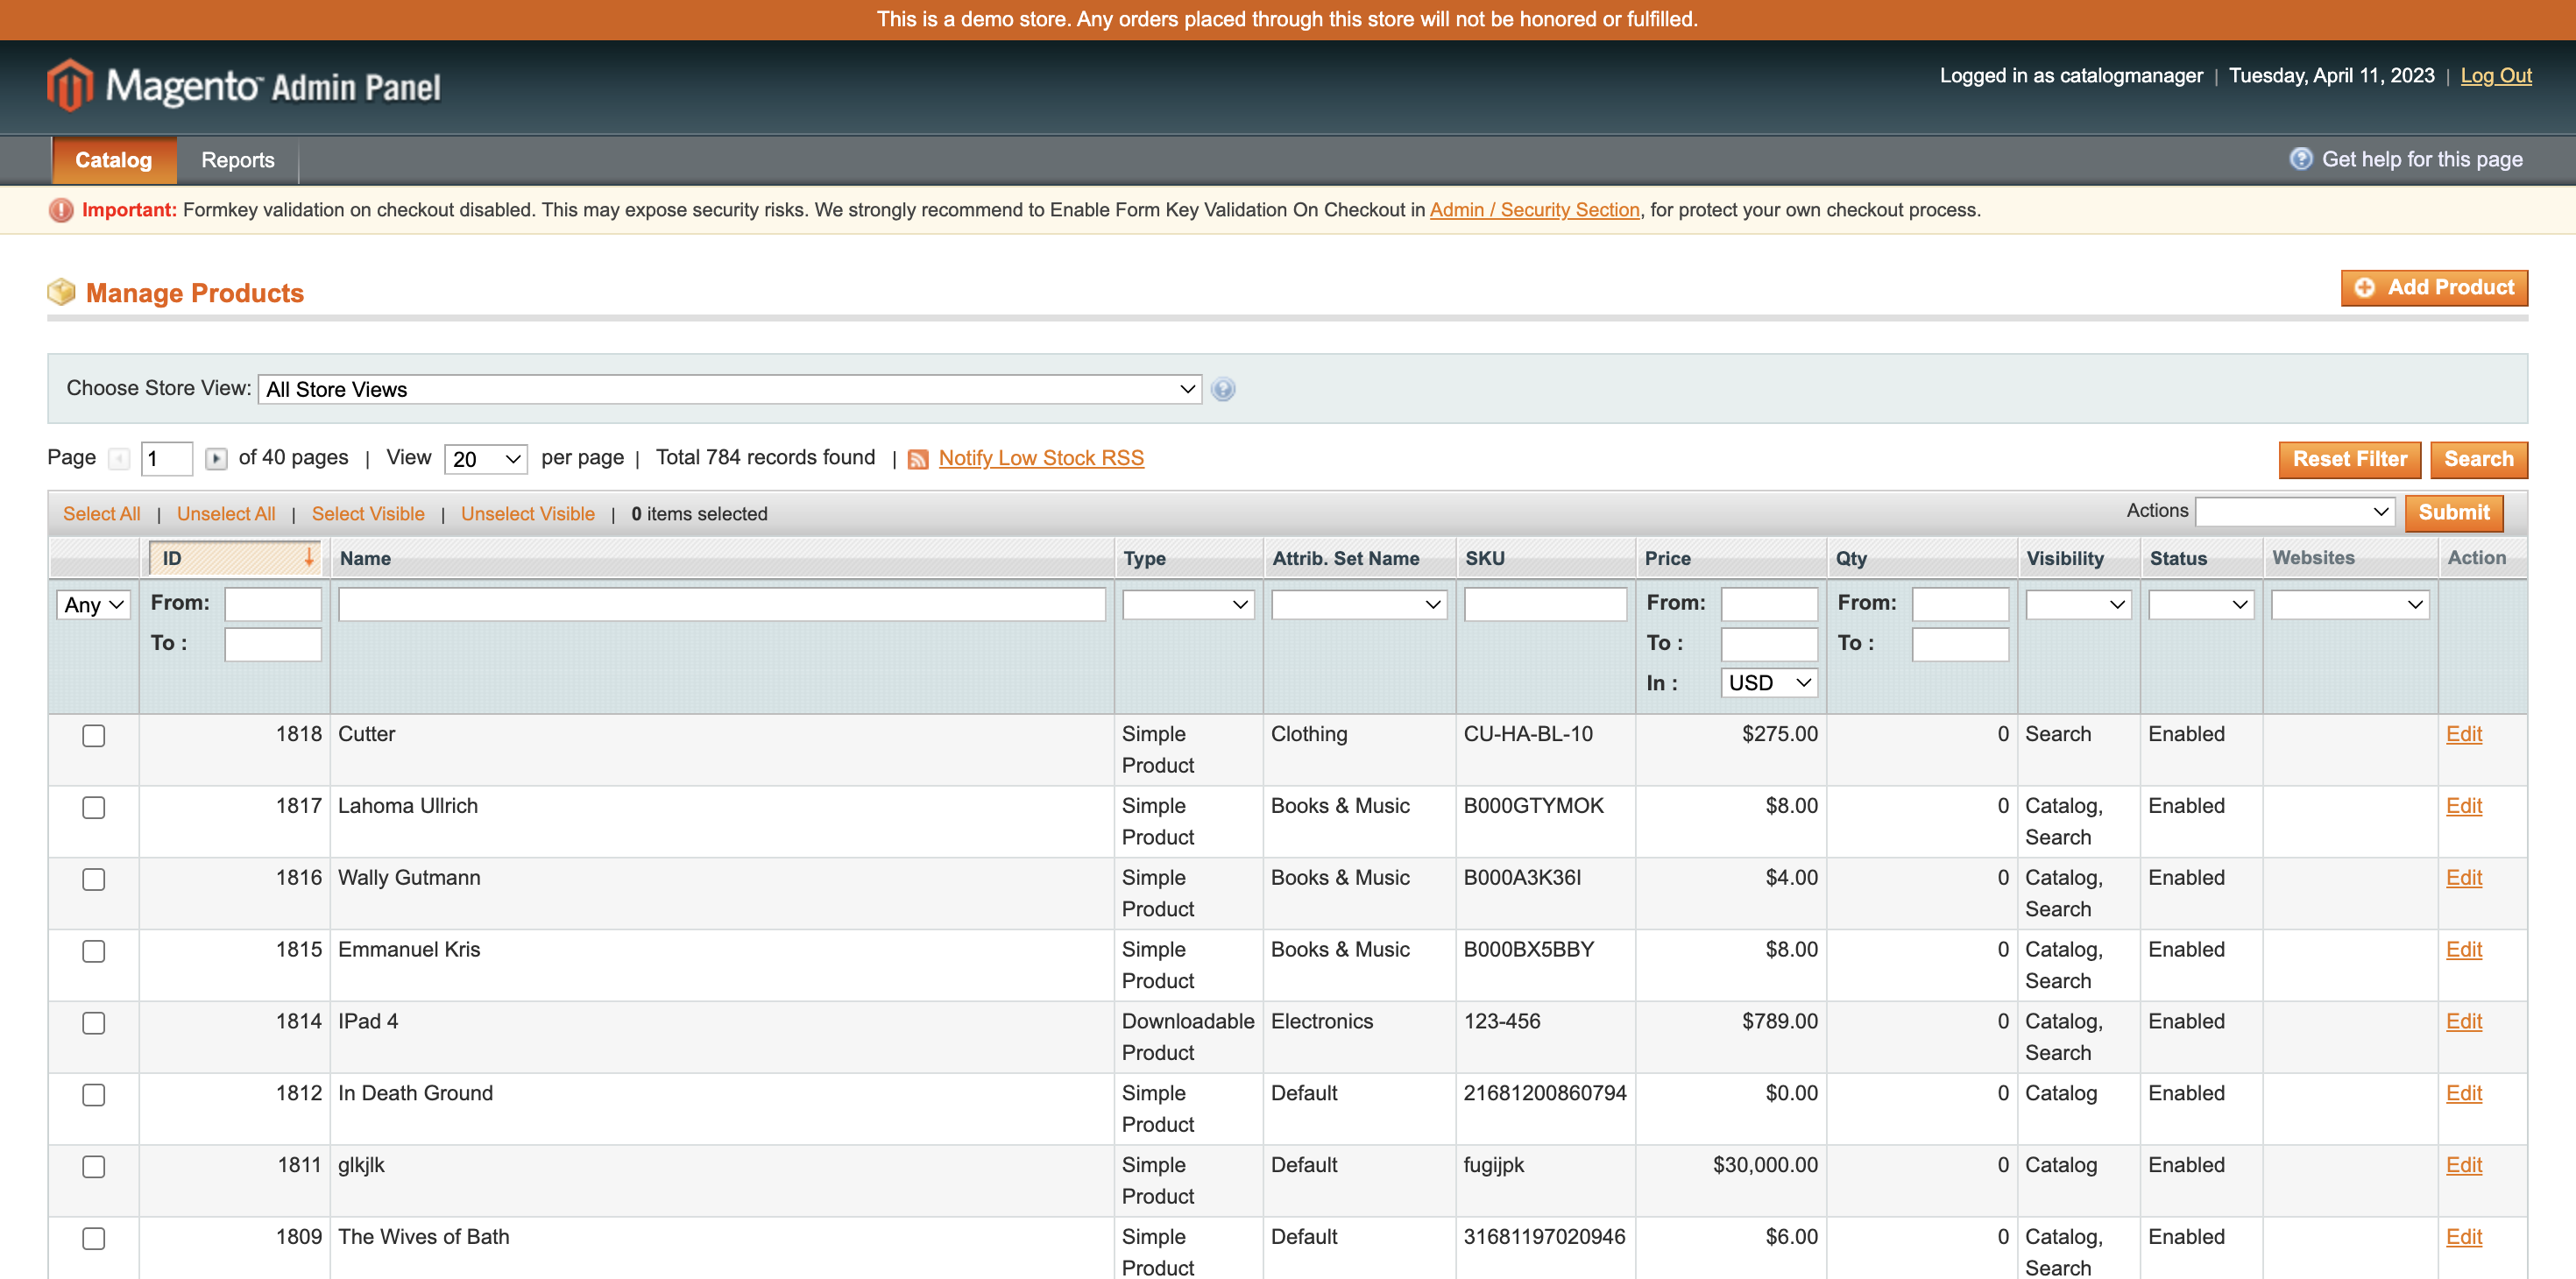 This is a demo store. Any orders placed through this store will not be honored or fulfilled.
Magento™ Admin Panel
Logged in as catalogmanager | Tuesday, April 11, 2023 | Log Out
Catalog Reports Get help for this page
Important: Formkey validation on checkout disabled. This may expose security risks. We strongly recommend to Enable Form Key Validation On Checkout in Admin / Security Section, for protect your own checkout process.
Manage Products Add Product
Choose Store View: All Store Views
Page 1 of 40 pages | View 20 per page | Total 784 records found | Notify Low Stock RSS Reset Filter Search
Select All | Unselect All | Select Visible | Unselect Visible | 0 items selected Actions Submit
ID Name Type Attrib. Set Name SKU Price Qty Visibility Status Websites Action
Any From: From: From:
To : To : To :
In : USD
1818 Cutter Simple Product Clothing CU-HA-BL-10 $275.00 0 Search Enabled Edit
1817 Lahoma Ullrich Simple Product Books & Music B000GTYMOK $8.00 0 Catalog, Search Enabled Edit
1816 Wally Gutmann Simple Product Books & Music B000A3K36I $4.00 0 Catalog, Search Enabled Edit
1815 Emmanuel Kris Simple Product Books & Music B000BX5BBY $8.00 0 Catalog, Search Enabled Edit
1814 IPad 4 Downloadable Product Electronics 123-456 $789.00 0 Catalog, Search Enabled Edit
1812 In Death Ground Simple Product Default 21681200860794 $0.00 0 Catalog Enabled Edit
1811 glkjlk Simple Product Default fugijpk $30,000.00 0 Catalog Enabled Edit
1809 The Wives of Bath Simple Product Default 31681197020946 $6.00 0 Catalog, Search Enabled Edit